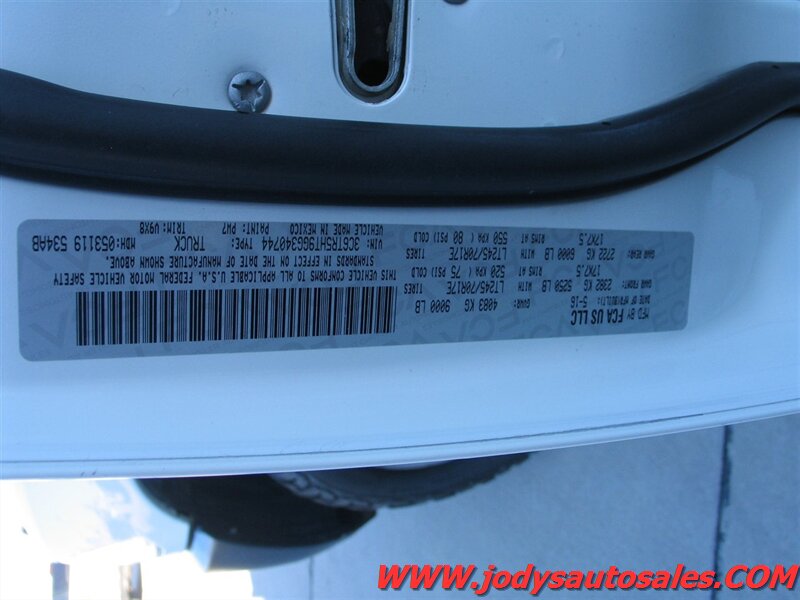 MFD BY FCA US LLC
DATE OF MFR/BUILT: 5-16 GVWR: 4083 KG 9000 LB
GAWR FRONT: 2382 KG 5250 LB WITH TIRES LT245/70R17E
17X7.5 RIMS AT 520 KPA ( 75 PSI) COLD
GAWR REAR: 2722 KG 6000 LB WITH TIRES LT245/70R17E
17X7.5 RIMS AT 550 KPA ( 80 PSI) COLD
THIS VEHICLE CONFORMS TO ALL APPLICABLE U.S.A. FEDERAL MOTOR VEHICLE SAFETY
STANDARDS IN EFFECT ON THE DATE OF MANUFACTURE SHOWN ABOVE.
VIN: 3C6TRSHT9GG340744 TYPE: TRUCK MDH: 053119 534AB
VEHICLE MADE IN MEXICO PAINT: PW7 TRIM: V9X8
WWW.jodysautosales.COM